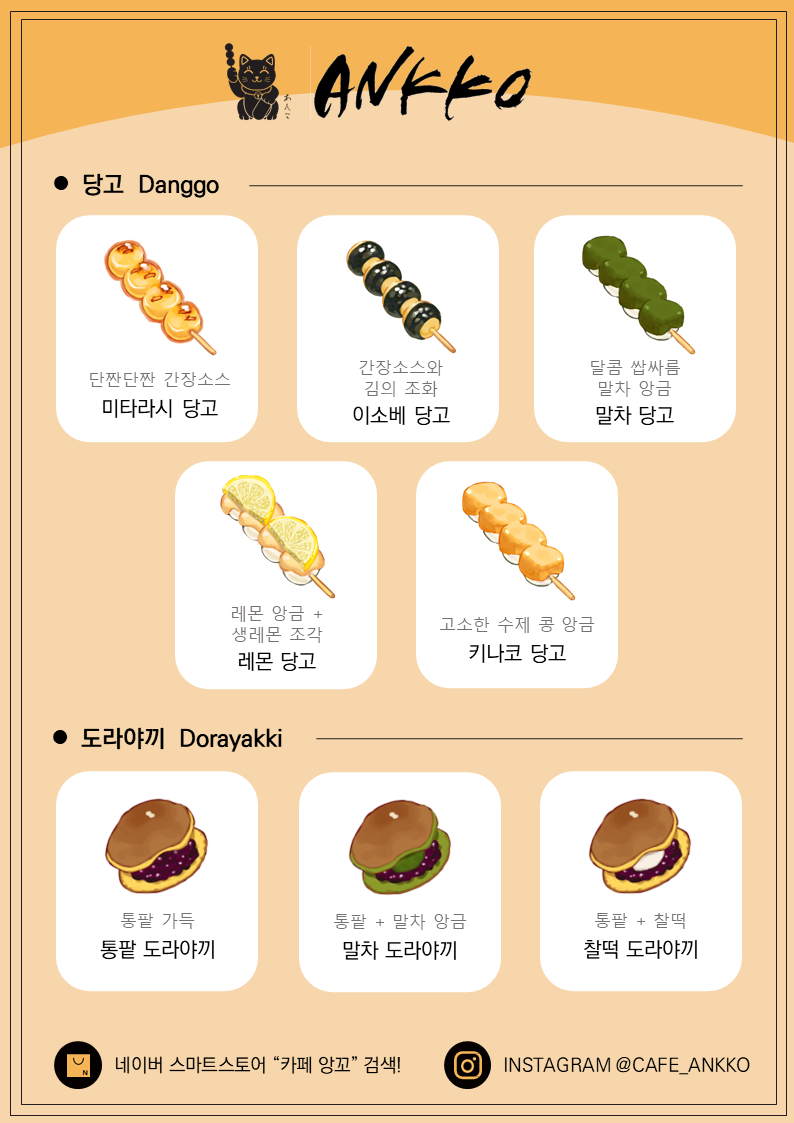 あんこ
ANKKO
당고 Danggo
단짠단짠 간장소스
미타라시 당고
간장소스와
김의 조화
이소베 당고
달콤 쌉싸름
말차 앙금
말차 당고
레몬 앙금 +
생레몬 조각
레몬 당고
고소한 수제 콩 앙금
키나코 당고
도라야끼 Dorayakki
통팥 가득
통팥 도라야끼
통팥 + 말차 앙금
말차 도라야끼
통팥 + 찰떡
찰떡 도라야끼
N
네이버 스마트스토어 “카페 앙꼬” 검색!
INSTAGRAM @CAFE_ANKKO